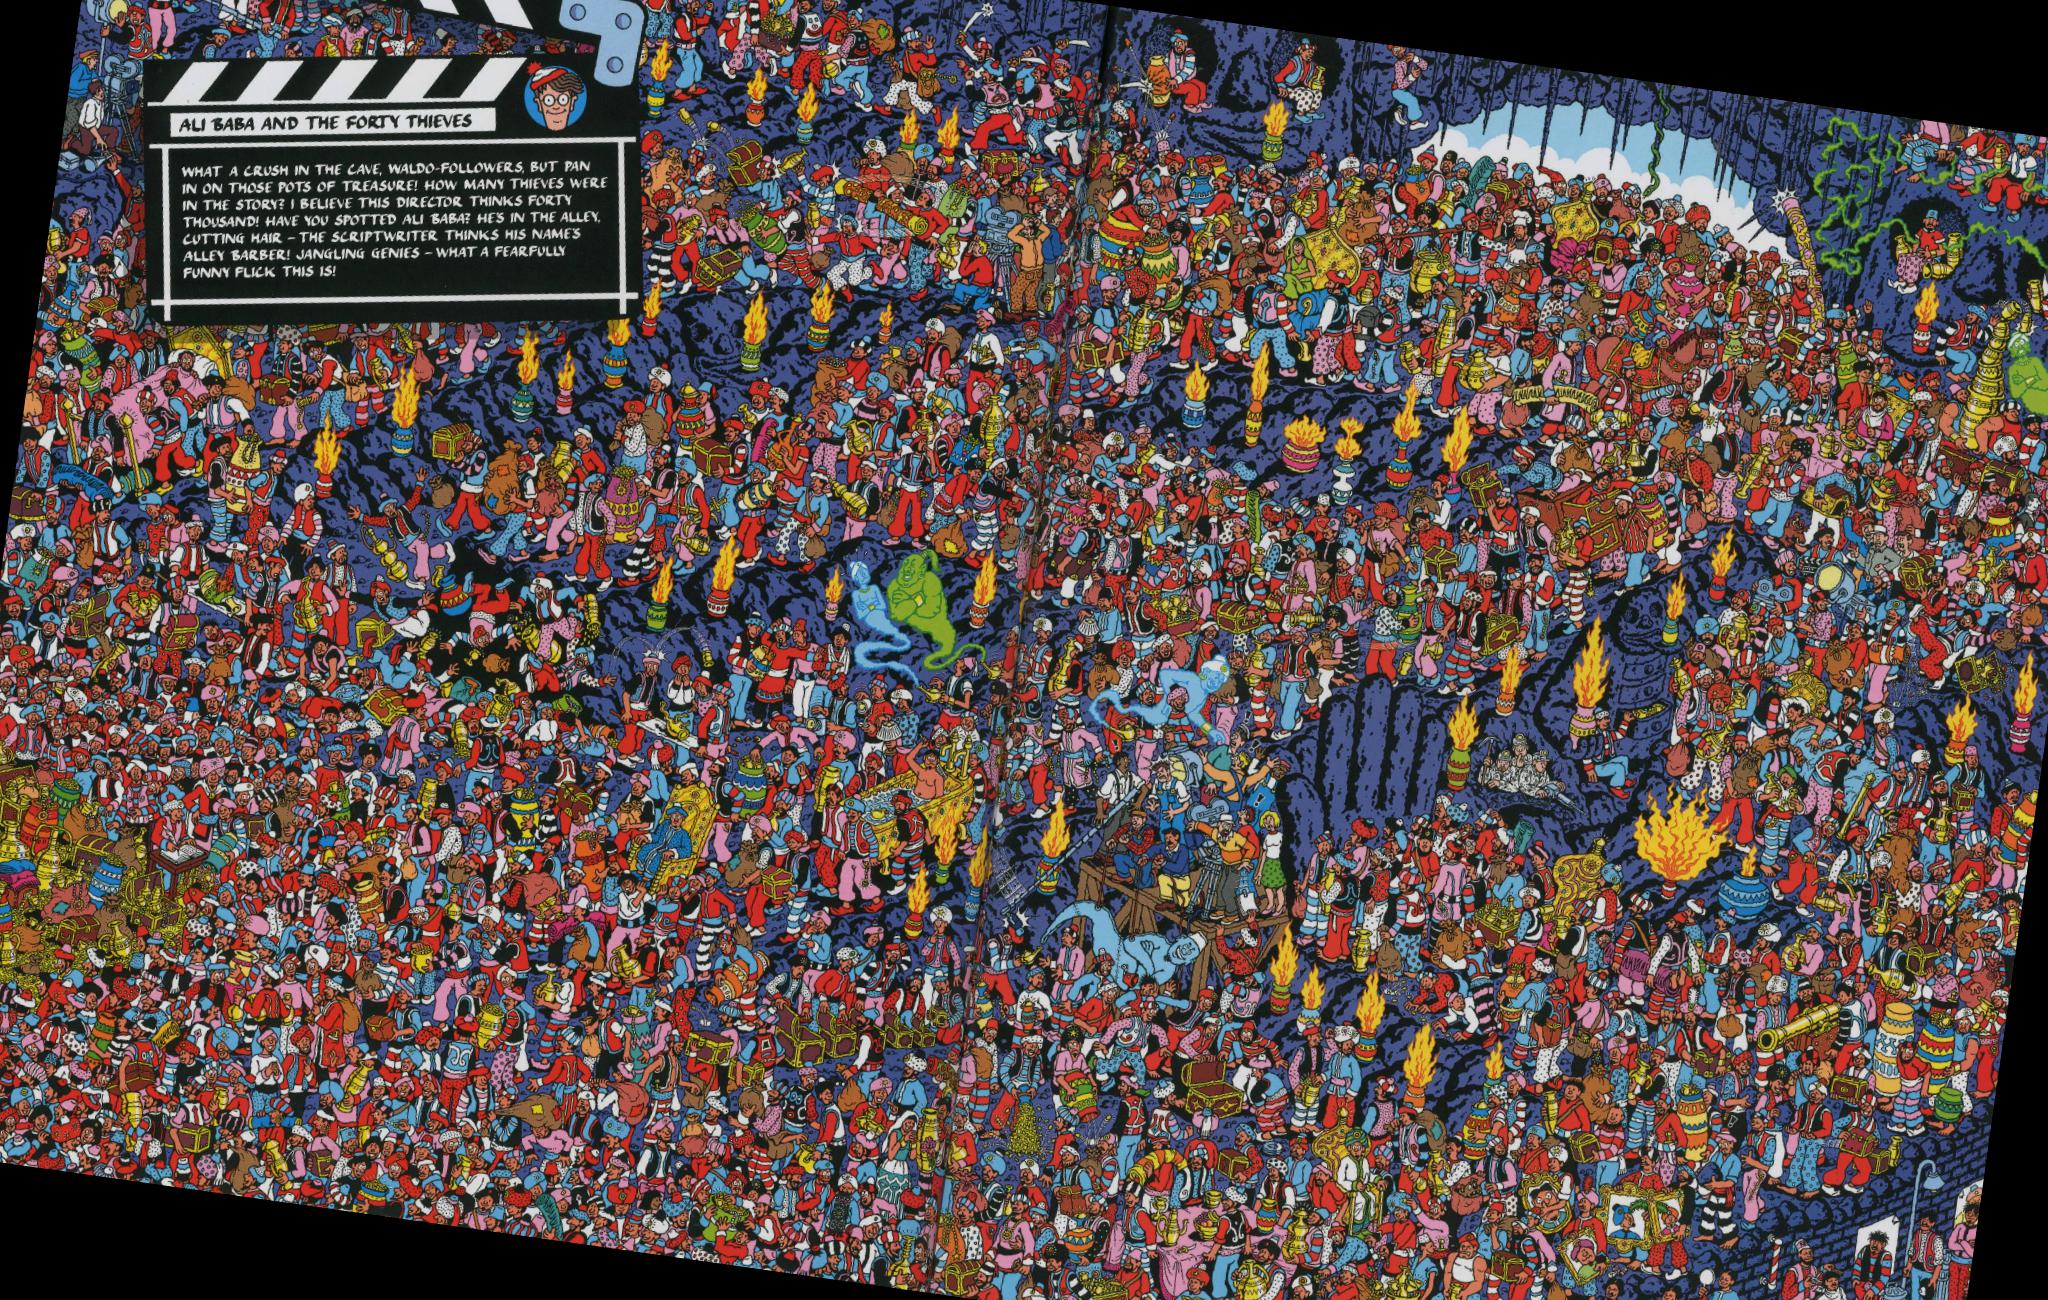 ALI BABA AND THE FORTY THIEVES
WHAT A CRUSH IN THE CAVE, WALDO-FOLLOWERS, BUT PAN
IN ON THOSE POTS OF TREASURE! HOW MANY THIEVES WERE
IN THE STORY? I BELIEVE THIS DIRECTOR THINKS FORTY
THOUSAND! HAVE YOU SPOTTED ALI BABA? HE'S IN THE ALLEY,
CUTTING HAIR – THE SCRIPTWRITER THINKS HIS NAME'S
ALLEY BARBER! JANGLING GENIES – WHAT A FEARFULLY
FUNNY FLICK THIS IS!